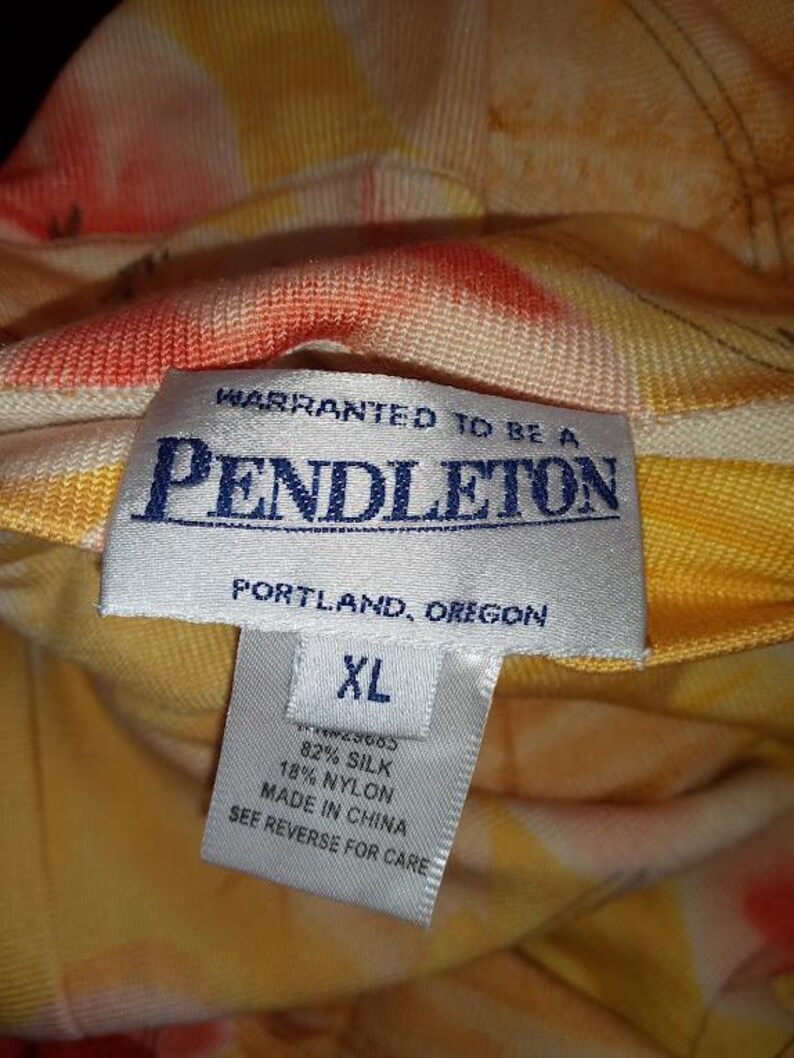 WARRANTED TO BE A
PENDLETON
PORTLAND, OREGON
XL
82% SILK
18% NYLON
MADE IN CHINA
SEE REVERSE FOR CARE